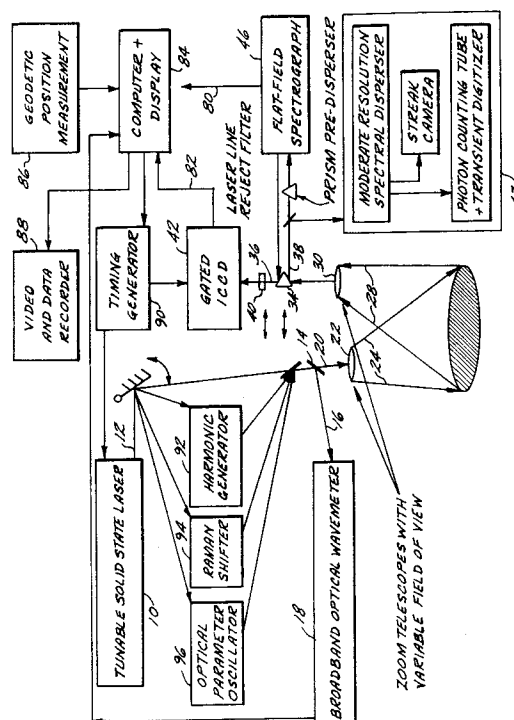 GEODETIC
POSITION
MEASUREMENT
86
VIDEO
AND DATA
RECORDER
88
COMPUTER +
DISPLAY
84
TIMING
GENERATOR
90
82
80
FLAT-FIELD
SPECTROGRAPH
46
GATED
ICCD
42
LASER LINE
REJECT FILTER
PRISM PRE-DISPERSER
40
36
34
38
30
MODERATE RESOLUTION
SPECTRAL DISPERSER
STREAK
CAMERA
PHOTON COUNTING TUBE
+ TRANSIENT DIGITIZER
TUNABLE SOLID STATE LASER
10
12
HARMONIC
GENERATOR
92
RAMAN
SHIFTER
94
OPTICAL
PARAMETER
OSCILLATOR
96
14
20
16
22
24
28
BROADBAND OPTICAL WAVEMETER
18
ZOOM TELESCOPES WITH
VARIABLE FIELD OF VIEW